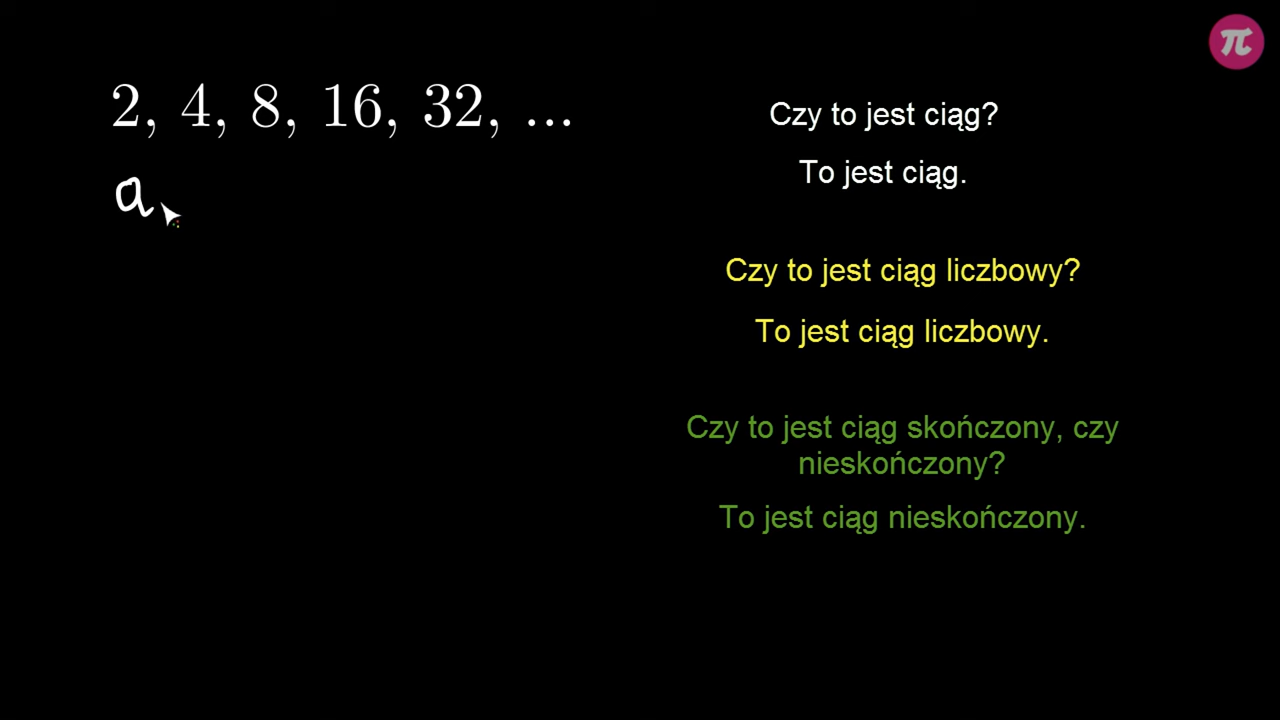 2, 4, 8, 16, 32, ...
a
Czy to jest ciąg?
To jest ciąg.
Czy to jest ciąg liczbowy?
To jest ciąg liczbowy.
Czy to jest ciąg skończony, czy
nieskończony?
To jest ciąg nieskończony.
π